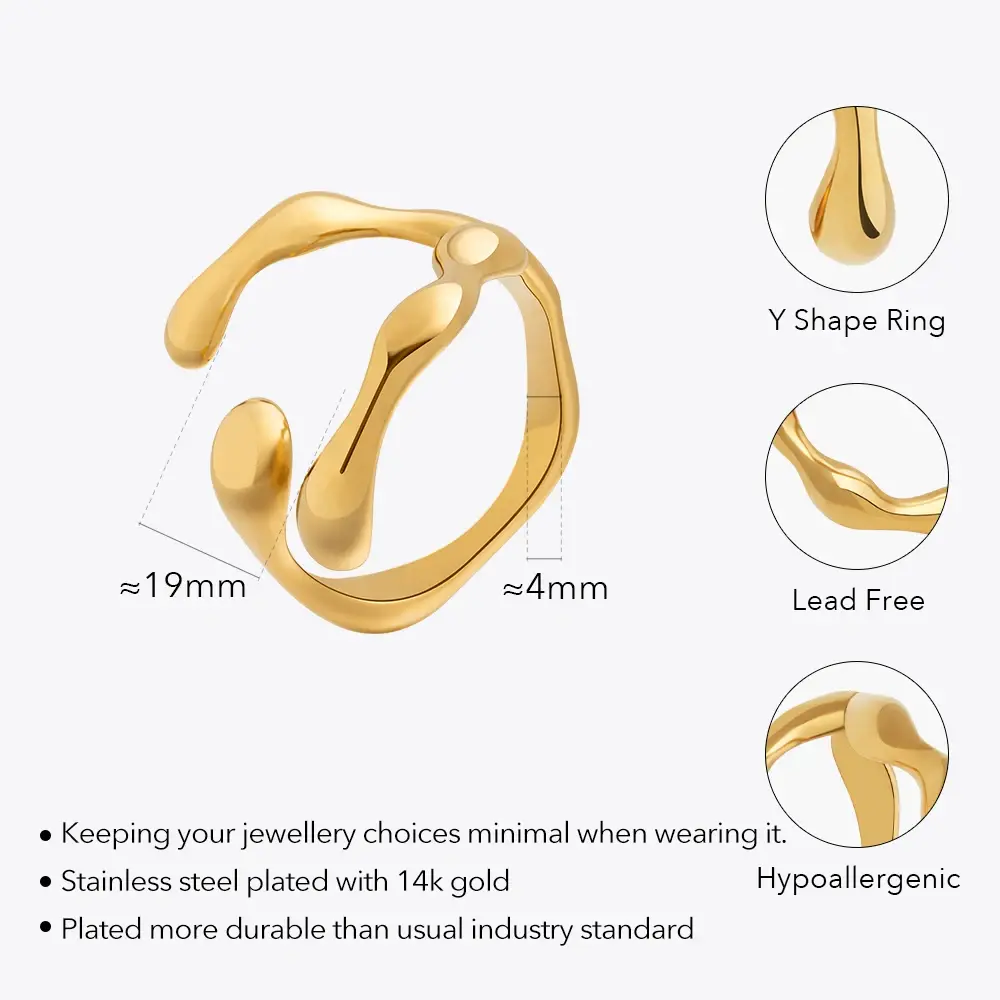 Y Shape Ring
≈19mm
≈4mm
Lead Free
Hypoallergenic
• Keeping your jewellery choices minimal when wearing it.
• Stainless steel plated with 14k gold
• Plated more durable than usual industry standard